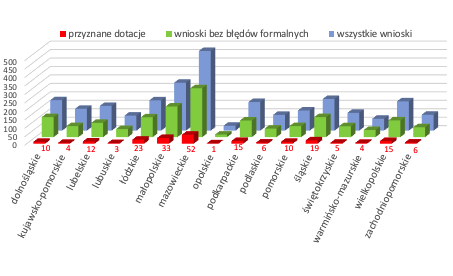 przyznane dotacje wnioski bez błędów formalnych wszystkie wnioski
500
450
400
350
300
250
200
150
100
50
0
10 4 12 3 23 33 52 1 15 6 10 19 5 4 15 6
dolnośląskie
kujawsko-pomorskie
lubelskie
lubuskie
łódzkie
małopolskie
mazowieckie
opolskie
podkarpackie
podlaskie
pomorskie
śląskie
świętokrzyskie
warmińsko-mazurskie
wielkopolskie
zachodniopomorskie